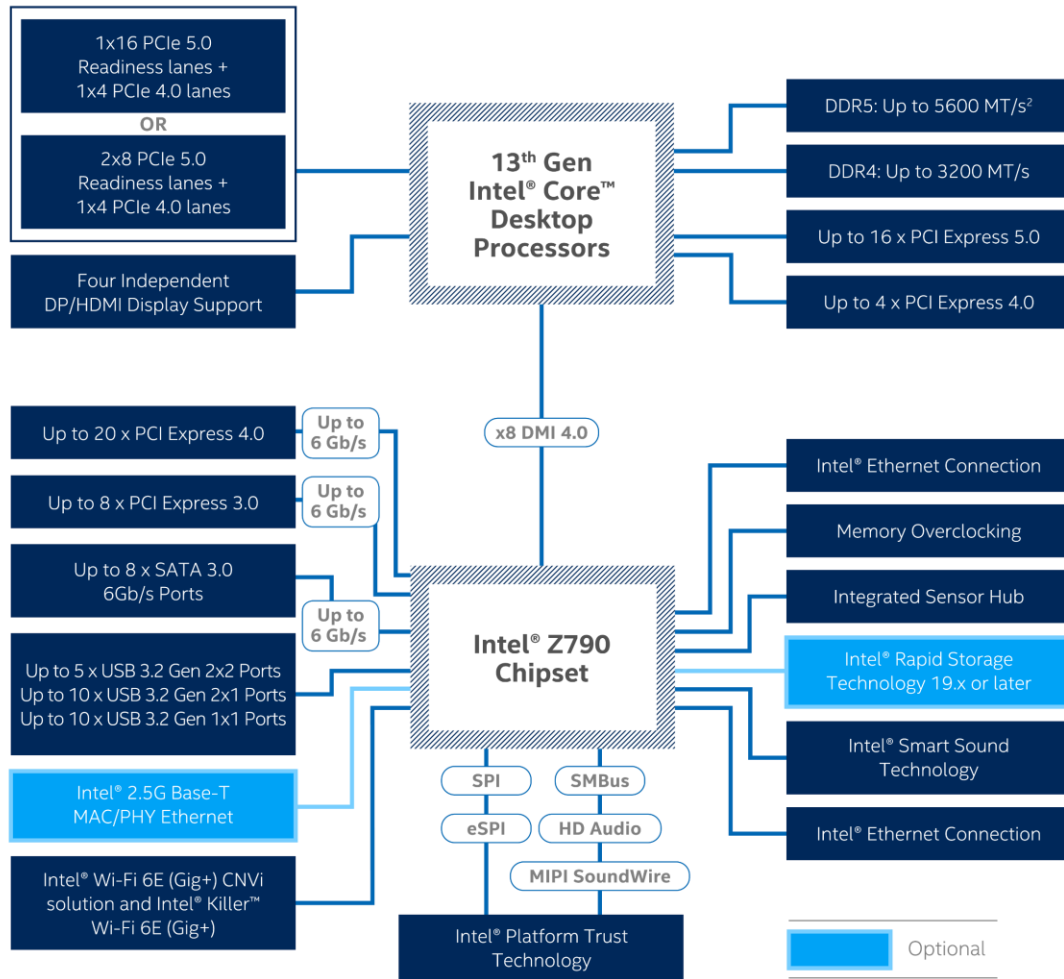 1x16 PCIe 5.0
Readiness lanes +
1x4 PCIe 4.0 lanes
OR
2x8 PCIe 5.0
Readiness lanes +
1x4 PCIe 4.0 lanes
Four Independent
DP/HDMI Display Support
13th Gen
Intel® Core™
Desktop
Processors
DDR5: Up to 5600 MT/s²
DDR4: Up to 3200 MT/s
Up to 16 x PCI Express 5.0
Up to 4 x PCI Express 4.0
x8 DMI 4.0
Up to 20 x PCI Express 4.0
Up to
6 Gb/s
Up to 8 x PCI Express 3.0
Up to
6 Gb/s
Up to 8 x SATA 3.0
6Gb/s Ports
Up to
6 Gb/s
Up to 5 x USB 3.2 Gen 2x2 Ports
Up to 10 x USB 3.2 Gen 2x1 Ports
Up to 10 x USB 3.2 Gen 1x1 Ports
Intel® 2.5G Base-T
MAC/PHY Ethernet
Intel® Wi-Fi 6E (Gig+) CNVi
solution and Intel® Killer™
Wi-Fi 6E (Gig+)
Intel® Z790
Chipset
SPI
eSPI
SMBus
HD Audio
MIPI SoundWire
Intel® Platform Trust
Technology
Intel® Ethernet Connection
Memory Overclocking
Integrated Sensor Hub
Intel® Rapid Storage
Technology 19.x or later
Intel® Smart Sound
Technology
Intel® Ethernet Connection
Optional